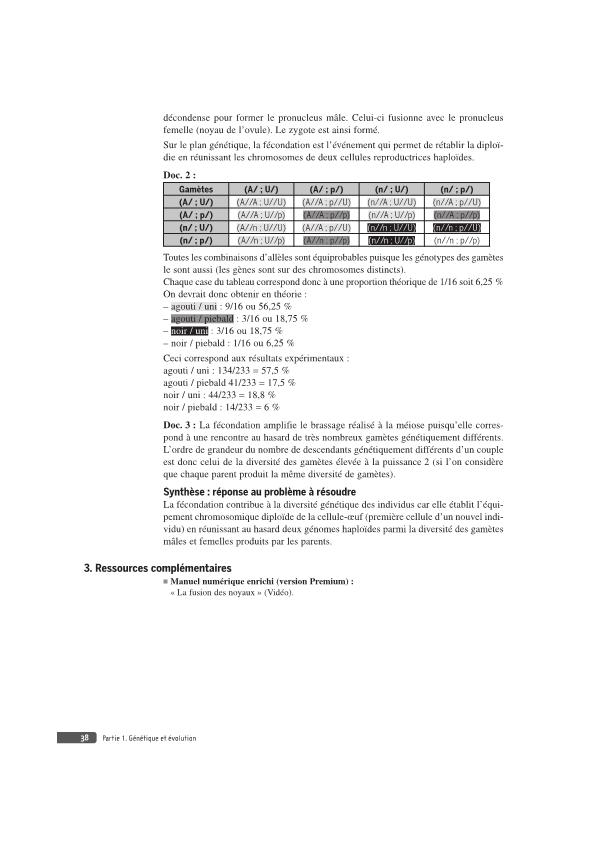 décondense pour former le pronucleus mâle. Celui-ci fusionne avec le pronucleus
femelle (noyau de l'ovule). Le zygote est ainsi formé.
Sur le plan génétique, la fécondation est l'événement qui permet de rétablir la diploï-
die en réunissant les chromosomes de deux cellules reproductrices haploïdes.
Doc. 2 :
Gamètes (A/ ; U/) (A/ ; p/) (n/ ; U/) (n/ ; p/)
(A/ ; U/) (A//A ; U//U) (A//A ; p//U) (n//A ; U//U) (n//A ; p//U)
(A/ ; p/) (A//A ; U//p) (A//A ; p//p) (n//A ; U//p) (n//A ; p//p)
(n/ ; U/) (A//n ; U//U) (A//A ; p//U) (n//n ; U//U) (n//n ; p//U)
(n/ ; p/) (A//n ; U//p) (A//n ; p//p) (n//n ; U//p) (n//n ; p//p)
Toutes les combinaisons d'allèles sont équiprobables puisque les génotypes des gamètes
le sont aussi (les gènes sont sur des chromosomes distincts).
Chaque case du tableau correspond donc à une proportion théorique de 1/16 soit 6,25 %
On devrait donc obtenir en théorie :
– agouti / uni : 9/16 ou 56,25 %
– agouti / piebald : 3/16 ou 18,75 %
– noir / uni : 3/16 ou 18,75 %
– noir / piebald : 1/16 ou 6,25 %
Ceci correspond aux résultats expérimentaux :
agouti / uni : 134/233 = 57,5 %
agouti / piebald 41/233 = 17,5 %
noir / uni : 44/233 = 18,8 %
noir / piebald : 14/233 = 6 %
Doc. 3 : La fécondation amplifie le brassage réalisé à la méiose puisqu'elle corres-
pond à une rencontre au hasard de très nombreux gamètes génétiquement différents.
L'ordre de grandeur du nombre de descendants génétiquement différents d'un couple
est donc celui de la diversité des gamètes élevée à la puissance 2 (si l'on considère
que chaque parent produit la même diversité de gamètes).
Synthèse : réponse au problème à résoudre
La fécondation contribue à la diversité génétique des individus car elle établit l'équi-
pement chromosomique diploïde de la cellule-œuf (première cellule d'un nouvel indi-
vidu) en réunissant au hasard deux génomes haploïdes parmi la diversité des gamètes
mâles et femelles produits par les parents.
3. Ressources complémentaires
■ Manuel numérique enrichi (version Premium) :
« La fusion des noyaux » (Vidéo).
38 Partie 1. Génétique et évolution